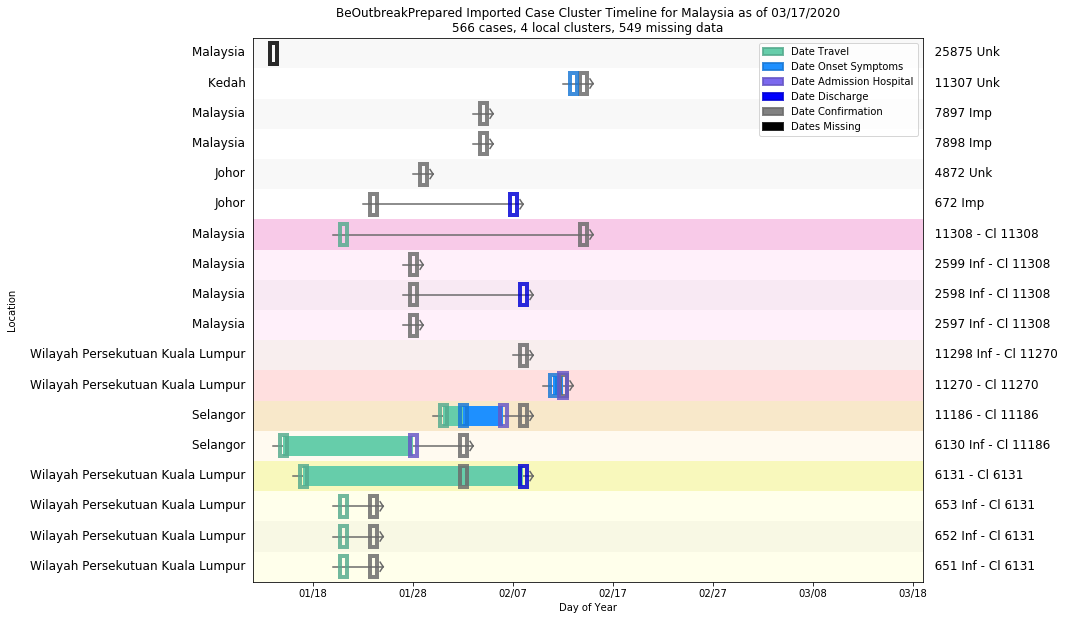 BeOutbreakPrepared Imported Case Cluster Timeline for Malaysia as of 03/17/2020
566 cases, 4 local clusters, 549 missing data
Date Travel
Date Onset Symptoms
Date Admission Hospital
Date Discharge
Date Confirmation
Dates Missing
Location
Malaysia 25875 Unk
Kedah 11307 Unk
Malaysia 7897 Imp
Malaysia 7898 Imp
Johor 4872 Unk
Johor 672 Imp
Malaysia 11308 - Cl 11308
Malaysia 2599 Inf - Cl 11308
Malaysia 2598 Inf - Cl 11308
Malaysia 2597 Inf - Cl 11308
Wilayah Persekutuan Kuala Lumpur 11298 Inf - Cl 11270
Wilayah Persekutuan Kuala Lumpur 11270 - Cl 11270
Selangor 11186 - Cl 11186
Selangor 6130 Inf - Cl 11186
Wilayah Persekutuan Kuala Lumpur 6131 - Cl 6131
Wilayah Persekutuan Kuala Lumpur 653 Inf - Cl 6131
Wilayah Persekutuan Kuala Lumpur 652 Inf - Cl 6131
Wilayah Persekutuan Kuala Lumpur 651 Inf - Cl 6131
01/18 01/28 02/07 02/17 02/27 03/08 03/18
Day of Year